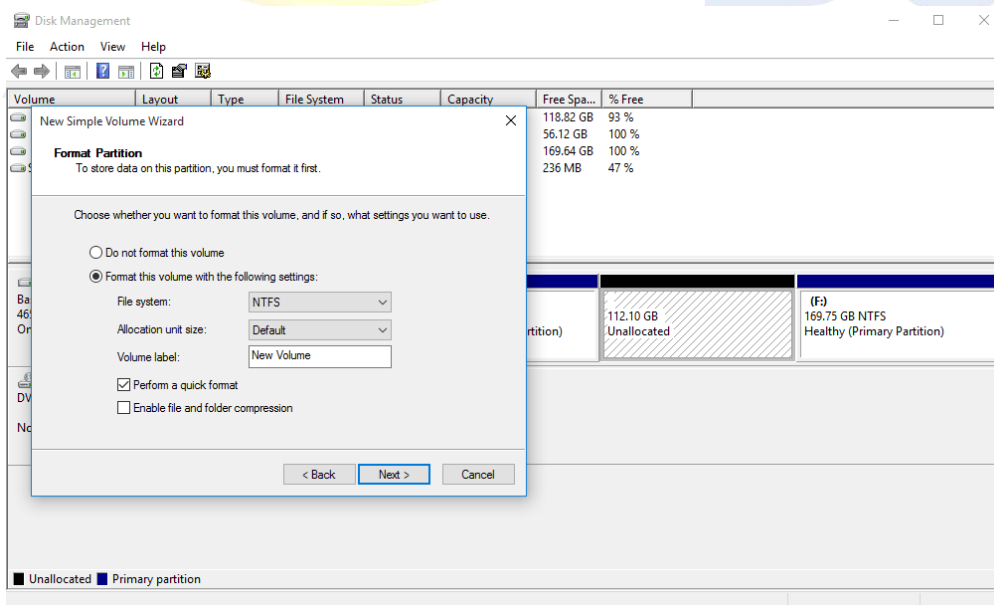 Disk Management
File Action View Help
Volume Layout Type File System Status Capacity Free Spa... % Free
118.82 GB 93 %
56.12 GB 100 %
169.64 GB 100 %
S 236 MB 47 %
New Simple Volume Wizard
Format Partition
To store data on this partition, you must format it first.
Choose whether you want to format this volume, and if so, what settings you want to use.
Do not format this volume
Format this volume with the following settings:
File system: NTFS
Allocation unit size: Default
Volume label: New Volume
Perform a quick format
Enable file and folder compression
< Back Next > Cancel
Ba
465
On
rtition)
112.10 GB
Unallocated
(F:)
169.75 GB NTFS
Healthy (Primary Partition)
DV
No
Unallocated Primary partition